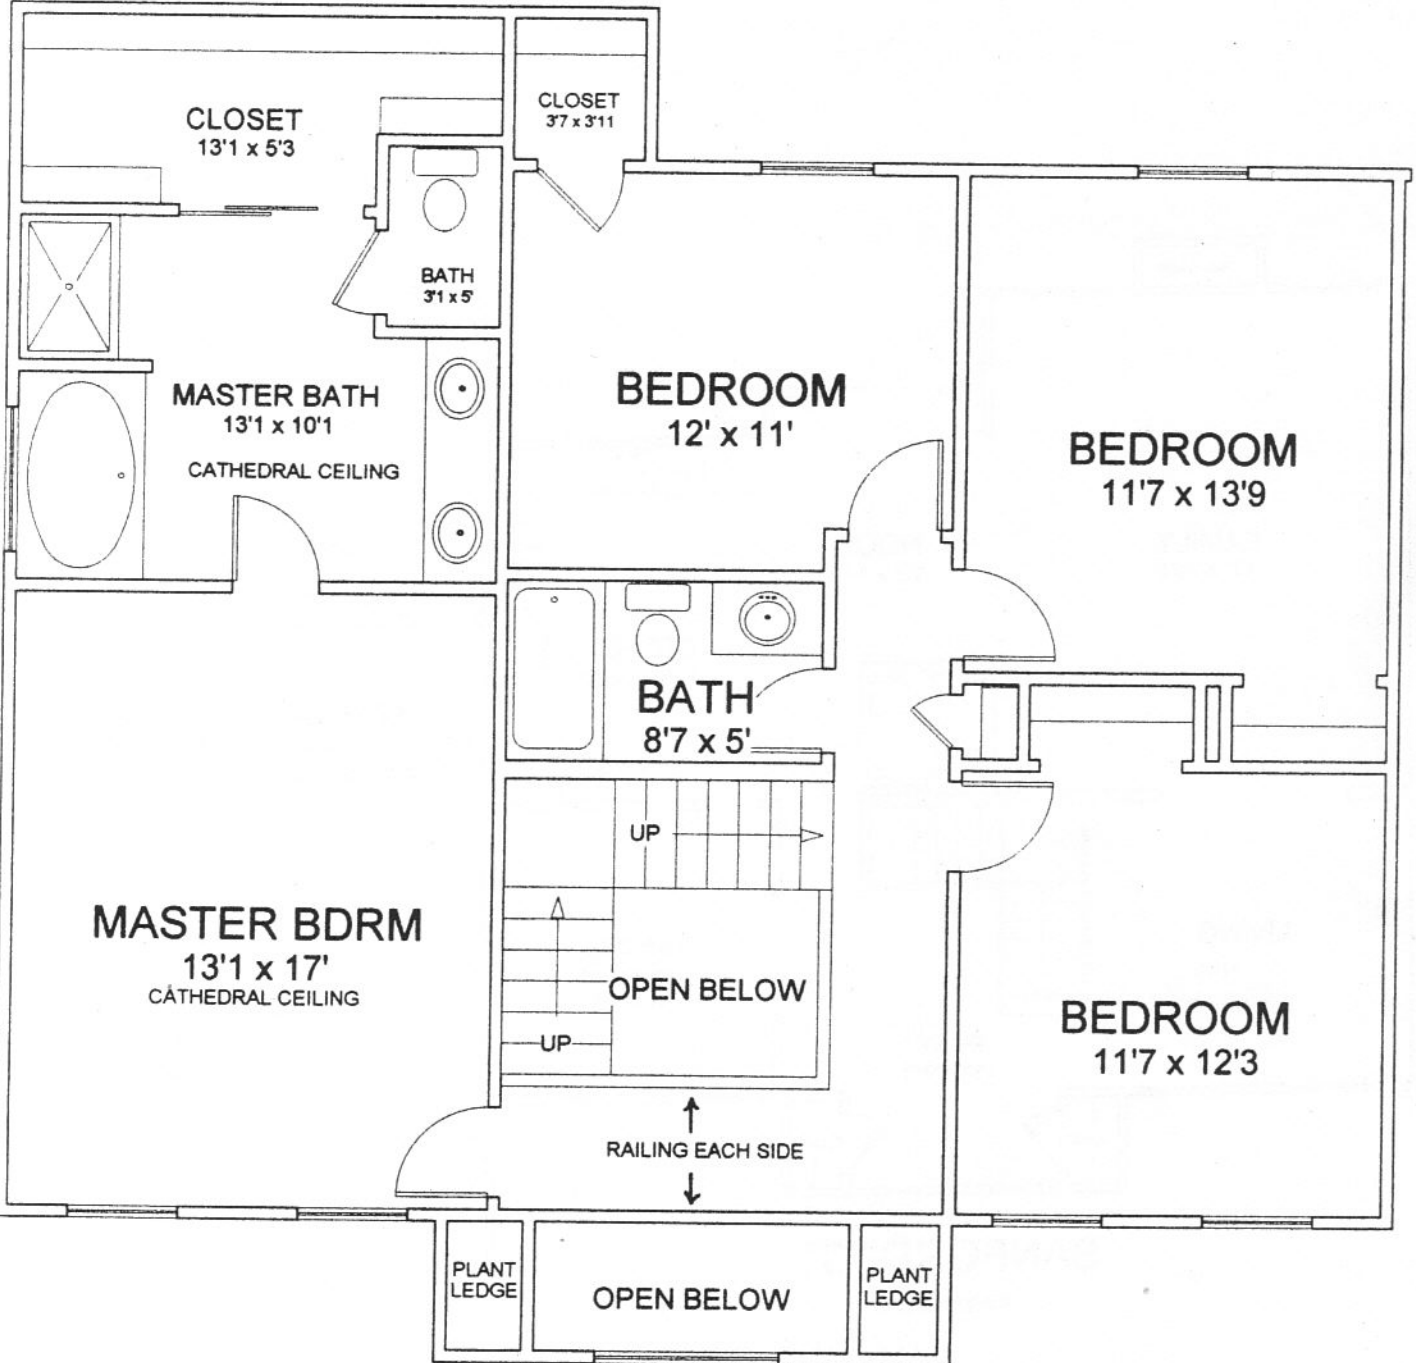 CLOSET
13'1 x 5'3
CLOSET
3'7 x 3'11
BATH
3'1 x 5'
MASTER BATH
13'1 x 10'1
CATHEDRAL CEILING
BEDROOM
12' x 11'
BEDROOM
11'7 x 13'9
BATH
8'7 x 5'
UP
MASTER BDRM
13'1 x 17'
CATHEDRAL CEILING
OPEN BELOW
UP
BEDROOM
11'7 x 12'3
RAILING EACH SIDE
PLANT
LEDGE
OPEN BELOW
PLANT
LEDGE